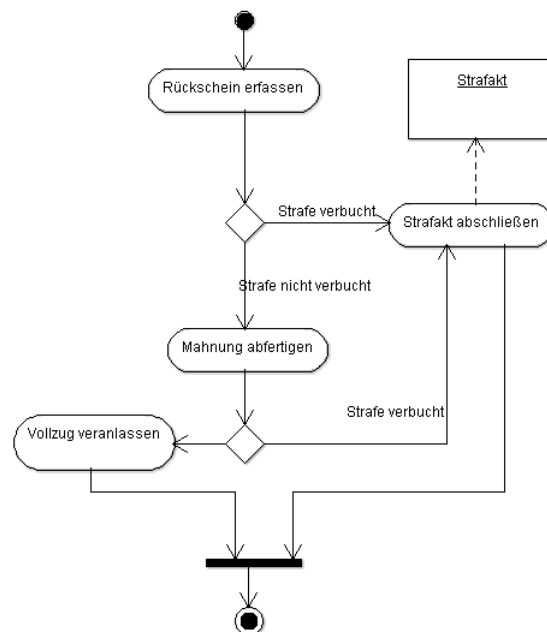 Rückschein erfassen
Strafakt
Strafe verbucht
Strafakt abschließen
Strafe nicht verbucht
Mahnung abfertigen
Strafe verbucht
Vollzug veranlassen